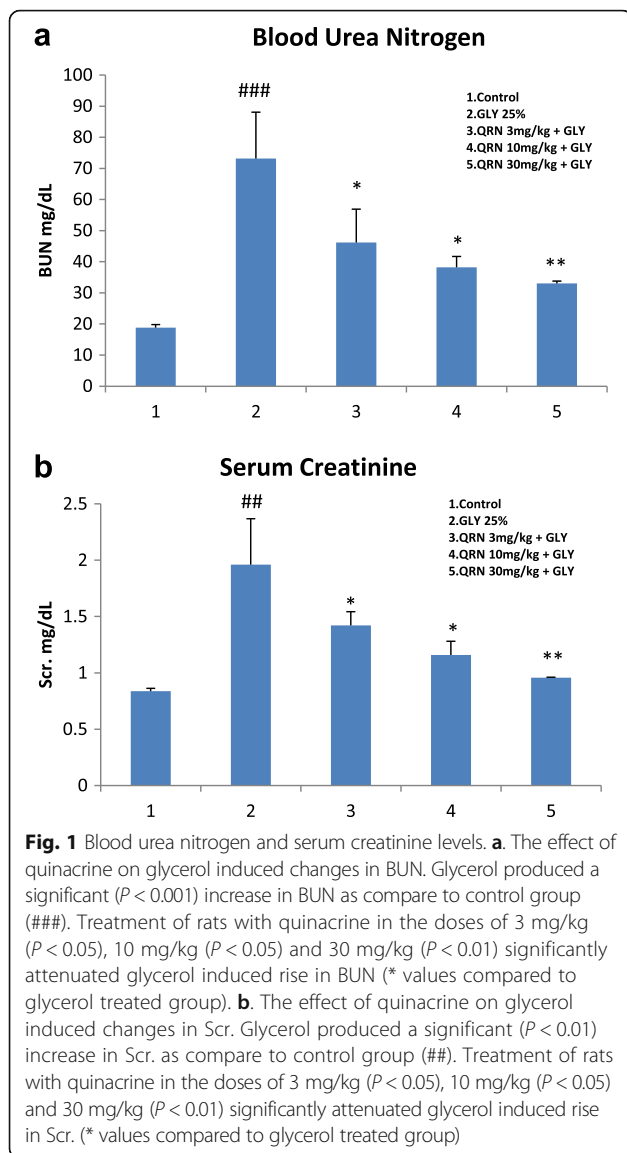 a
Blood Urea Nitrogen
100
90
80
70
60
50
40
30
20
10
0
BUN mg/dL
###
*
*
**
1.Control
2.GLY 25%
3.QRN 3mg/kg + GLY
4.QRN 10mg/kg + GLY
5.QRN 30mg/kg + GLY
1 2 3 4 5
b
Serum Creatinine
2.5
2
1.5
1
0.5
0
Scr. mg/dL
##
*
*
**
1.Control
2.GLY 25%
3.QRN 3mg/kg + GLY
4.QRN 10mg/kg + GLY
5.QRN 30mg/kg + GLY
1 2 3 4 5
Fig. 1 Blood urea nitrogen and serum creatinine levels. a. The effect of
quinacrine on glycerol induced changes in BUN. Glycerol produced a
significant (P < 0.001) increase in BUN as compare to control group
(###). Treatment of rats with quinacrine in the doses of 3 mg/kg
(P < 0.05), 10 mg/kg (P < 0.05) and 30 mg/kg (P < 0.01) significantly
attenuated glycerol induced rise in BUN (* values compared to
glycerol treated group). b. The effect of quinacrine on glycerol
induced changes in Scr. Glycerol produced a significant (P < 0.01)
increase in Scr. as compare to control group (##). Treatment of rats
with quinacrine in the doses of 3 mg/kg (P < 0.05), 10 mg/kg (P < 0.05)
and 30 mg/kg (P < 0.01) significantly attenuated glycerol induced rise
in Scr. (* values compared to glycerol treated group)